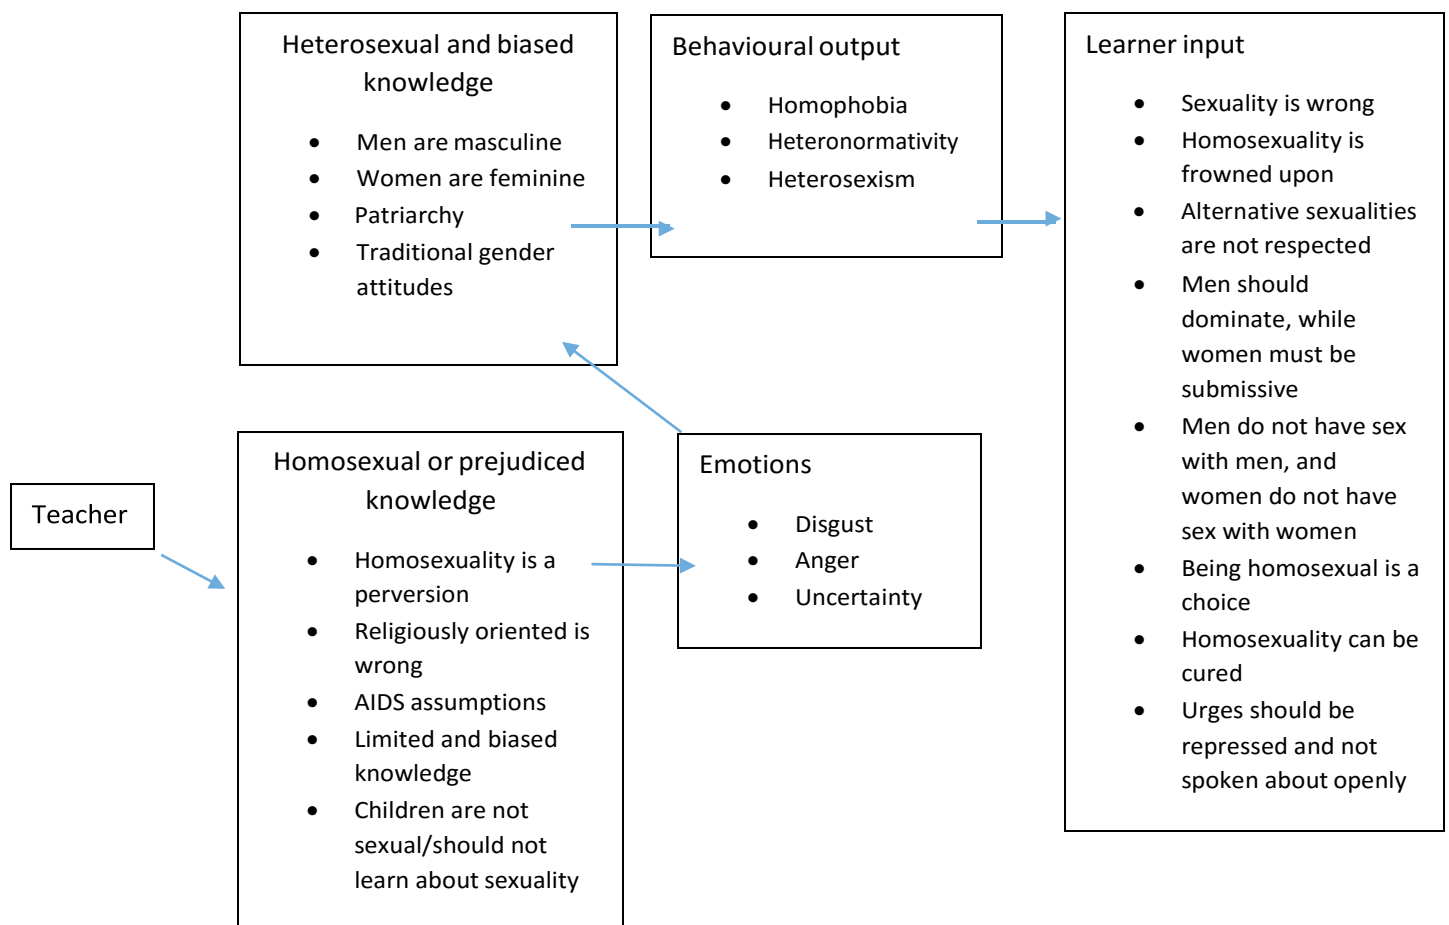 Heterosexual and biased
knowledge
• Men are masculine
• Women are feminine
• Patriarchy
• Traditional gender
attitudes
Behavioural output
• Homophobia
• Heteronormativity
• Heterosexism
Learner input
• Sexuality is wrong
• Homosexuality is
frowned upon
• Alternative sexualities
are not respected
• Men should
dominate, while
women must be
submissive
• Men do not have sex
with men, and
women do not have
sex with women
• Being homosexual is a
choice
• Homosexuality can be
cured
• Urges should be
repressed and not
spoken about openly
Teacher
Homosexual or prejudiced
knowledge
• Homosexuality is a
perversion
• Religiously oriented is
wrong
• AIDS assumptions
• Limited and biased
knowledge
• Children are not
sexual/should not
learn about sexuality
Emotions
• Disgust
• Anger
• Uncertainty